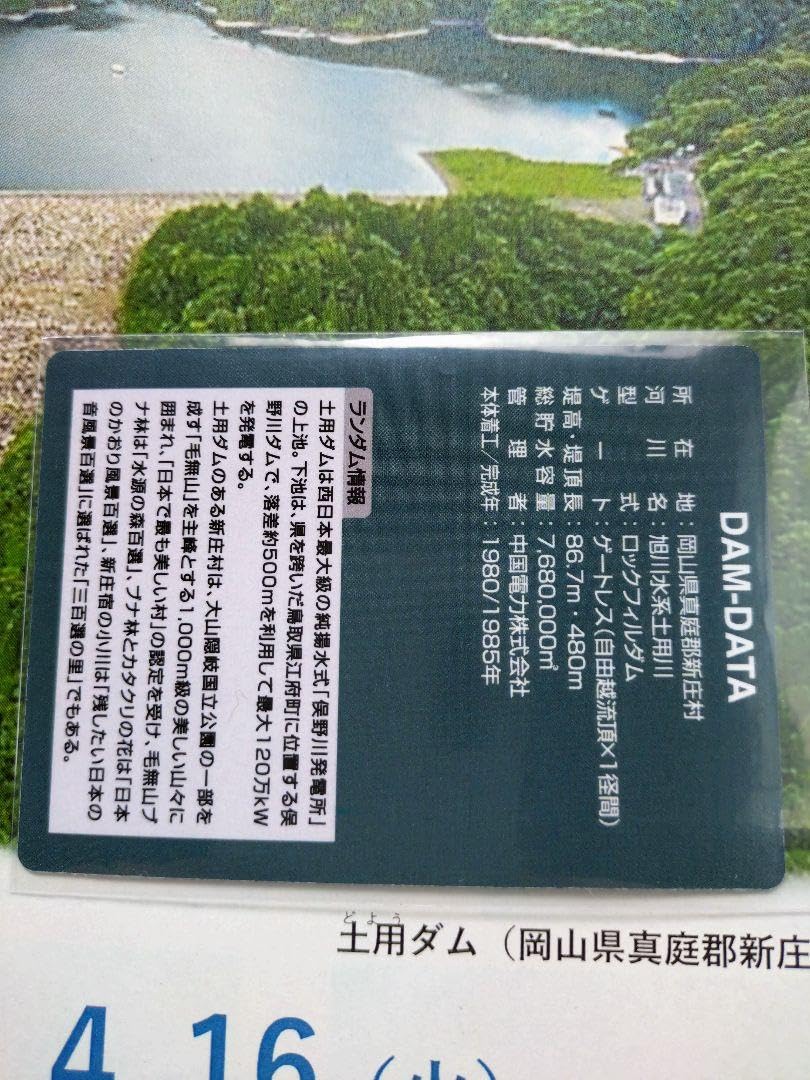 DAM-DATA
所在地:岡山県真庭郡新庄村
河川名:旭川水系土用川
型式:ロックフィルダム
ゲート:ゲートレス(自由越流頂×1径間)
堤高・堤頂長:86.7m・480m
総貯水容量:7,680,000㎥
管理者:中国電力株式会社
本体着工/完成年:1980/1985年
ランダム情報
土用ダムは西日本最大級の純揚水式「俣野川発電所」
の上池。下池は、県を跨いだ鳥取県江府町に位置する俣
野川ダムで、落差約500mを利用して最大120万kW
を発電する。
土用ダムのある新庄村は、大山隠岐国立公園の一部を
成す「毛無山」を主峰とする1,000m級の美しい山々に
囲まれ、「日本で最も美しい村」の認定を受け、毛無山ブ
ナ林は「水源の森百選」、ブナ林とカタクリの花は「日本
のかおり風景百選」、新庄宿の小川は「残したい日本の
音風景百選」に選ばれた「三百選の里」でもある。
どよう
土用ダム（岡山県真庭郡新庄
4 16（火）